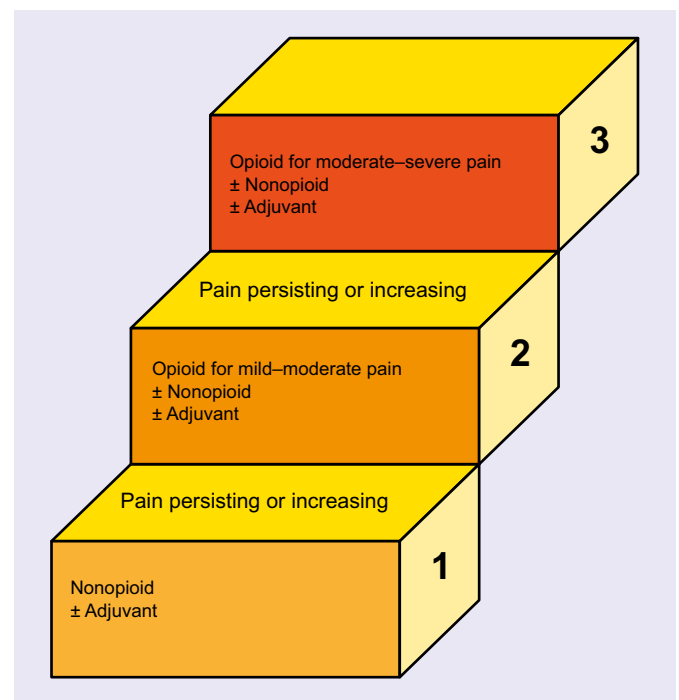 3
Opioid for moderate–severe pain
± Nonopioid
± Adjuvant
Pain persisting or increasing
2
Opioid for mild–moderate pain
± Nonopioid
± Adjuvant
Pain persisting or increasing
1
Nonopioid
± Adjuvant